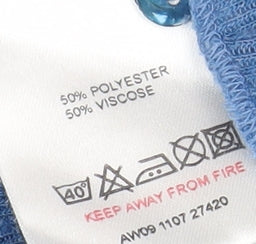 50% POLYESTER
50% VISCOSE
40°
KEEP AWAY FROM FIRE
AW09 1107 27420